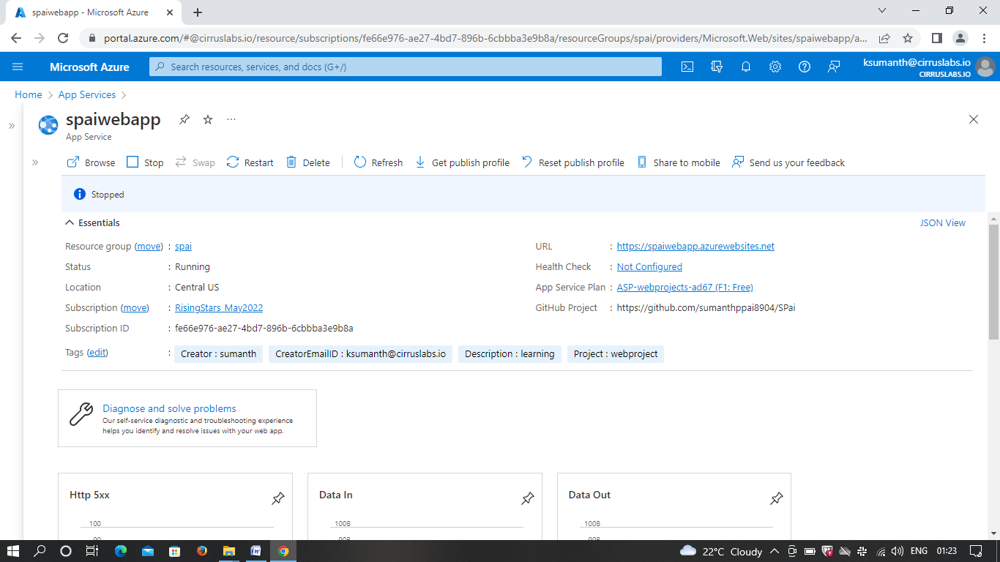 spaiwebapp - Microsoft Azure
portal.azure.com/#@cirruslabs.io/resource/subscriptions/fe66e976-ae27-4bd7-896b-6cbbba3e9b8a/resourceGroups/spai/providers/Microsoft.Web/sites/spaiwebapp/a...
Microsoft Azure
Search resources, services, and docs (G+/)
ksumanth@cirruslabs.io
CIRRUSLABS.IO
Home > App Services >
spaiwebapp
App Service
Browse Stop Swap Restart Delete Refresh Get publish profile Reset publish profile Share to mobile Send us your feedback
Stopped
Essentials JSON View
Resource group (move) : spai
Status : Running
Location : Central US
Subscription (move) : RisingStars_May2022
Subscription ID : fe66e976-ae27-4bd7-896b-6cbbba3e9b8a
URL : https://spaiwebapp.azurewebsites.net
Health Check : Not Configured
App Service Plan : ASP-webprojects-ad67 (F1: Free)
GitHub Project : https://github.com/sumanthppai8904/SPai
Tags (edit) : Creator : sumanth CreatorEmailID : ksumanth@cirruslabs.io Description : learning Project : webproject
Diagnose and solve problems
Our self-service diagnostic and troubleshooting experience
helps you identify and resolve issues with your web app.
Http 5xx
100
Data In
100B
Data Out
100B
22°C Cloudy ENG 01:23